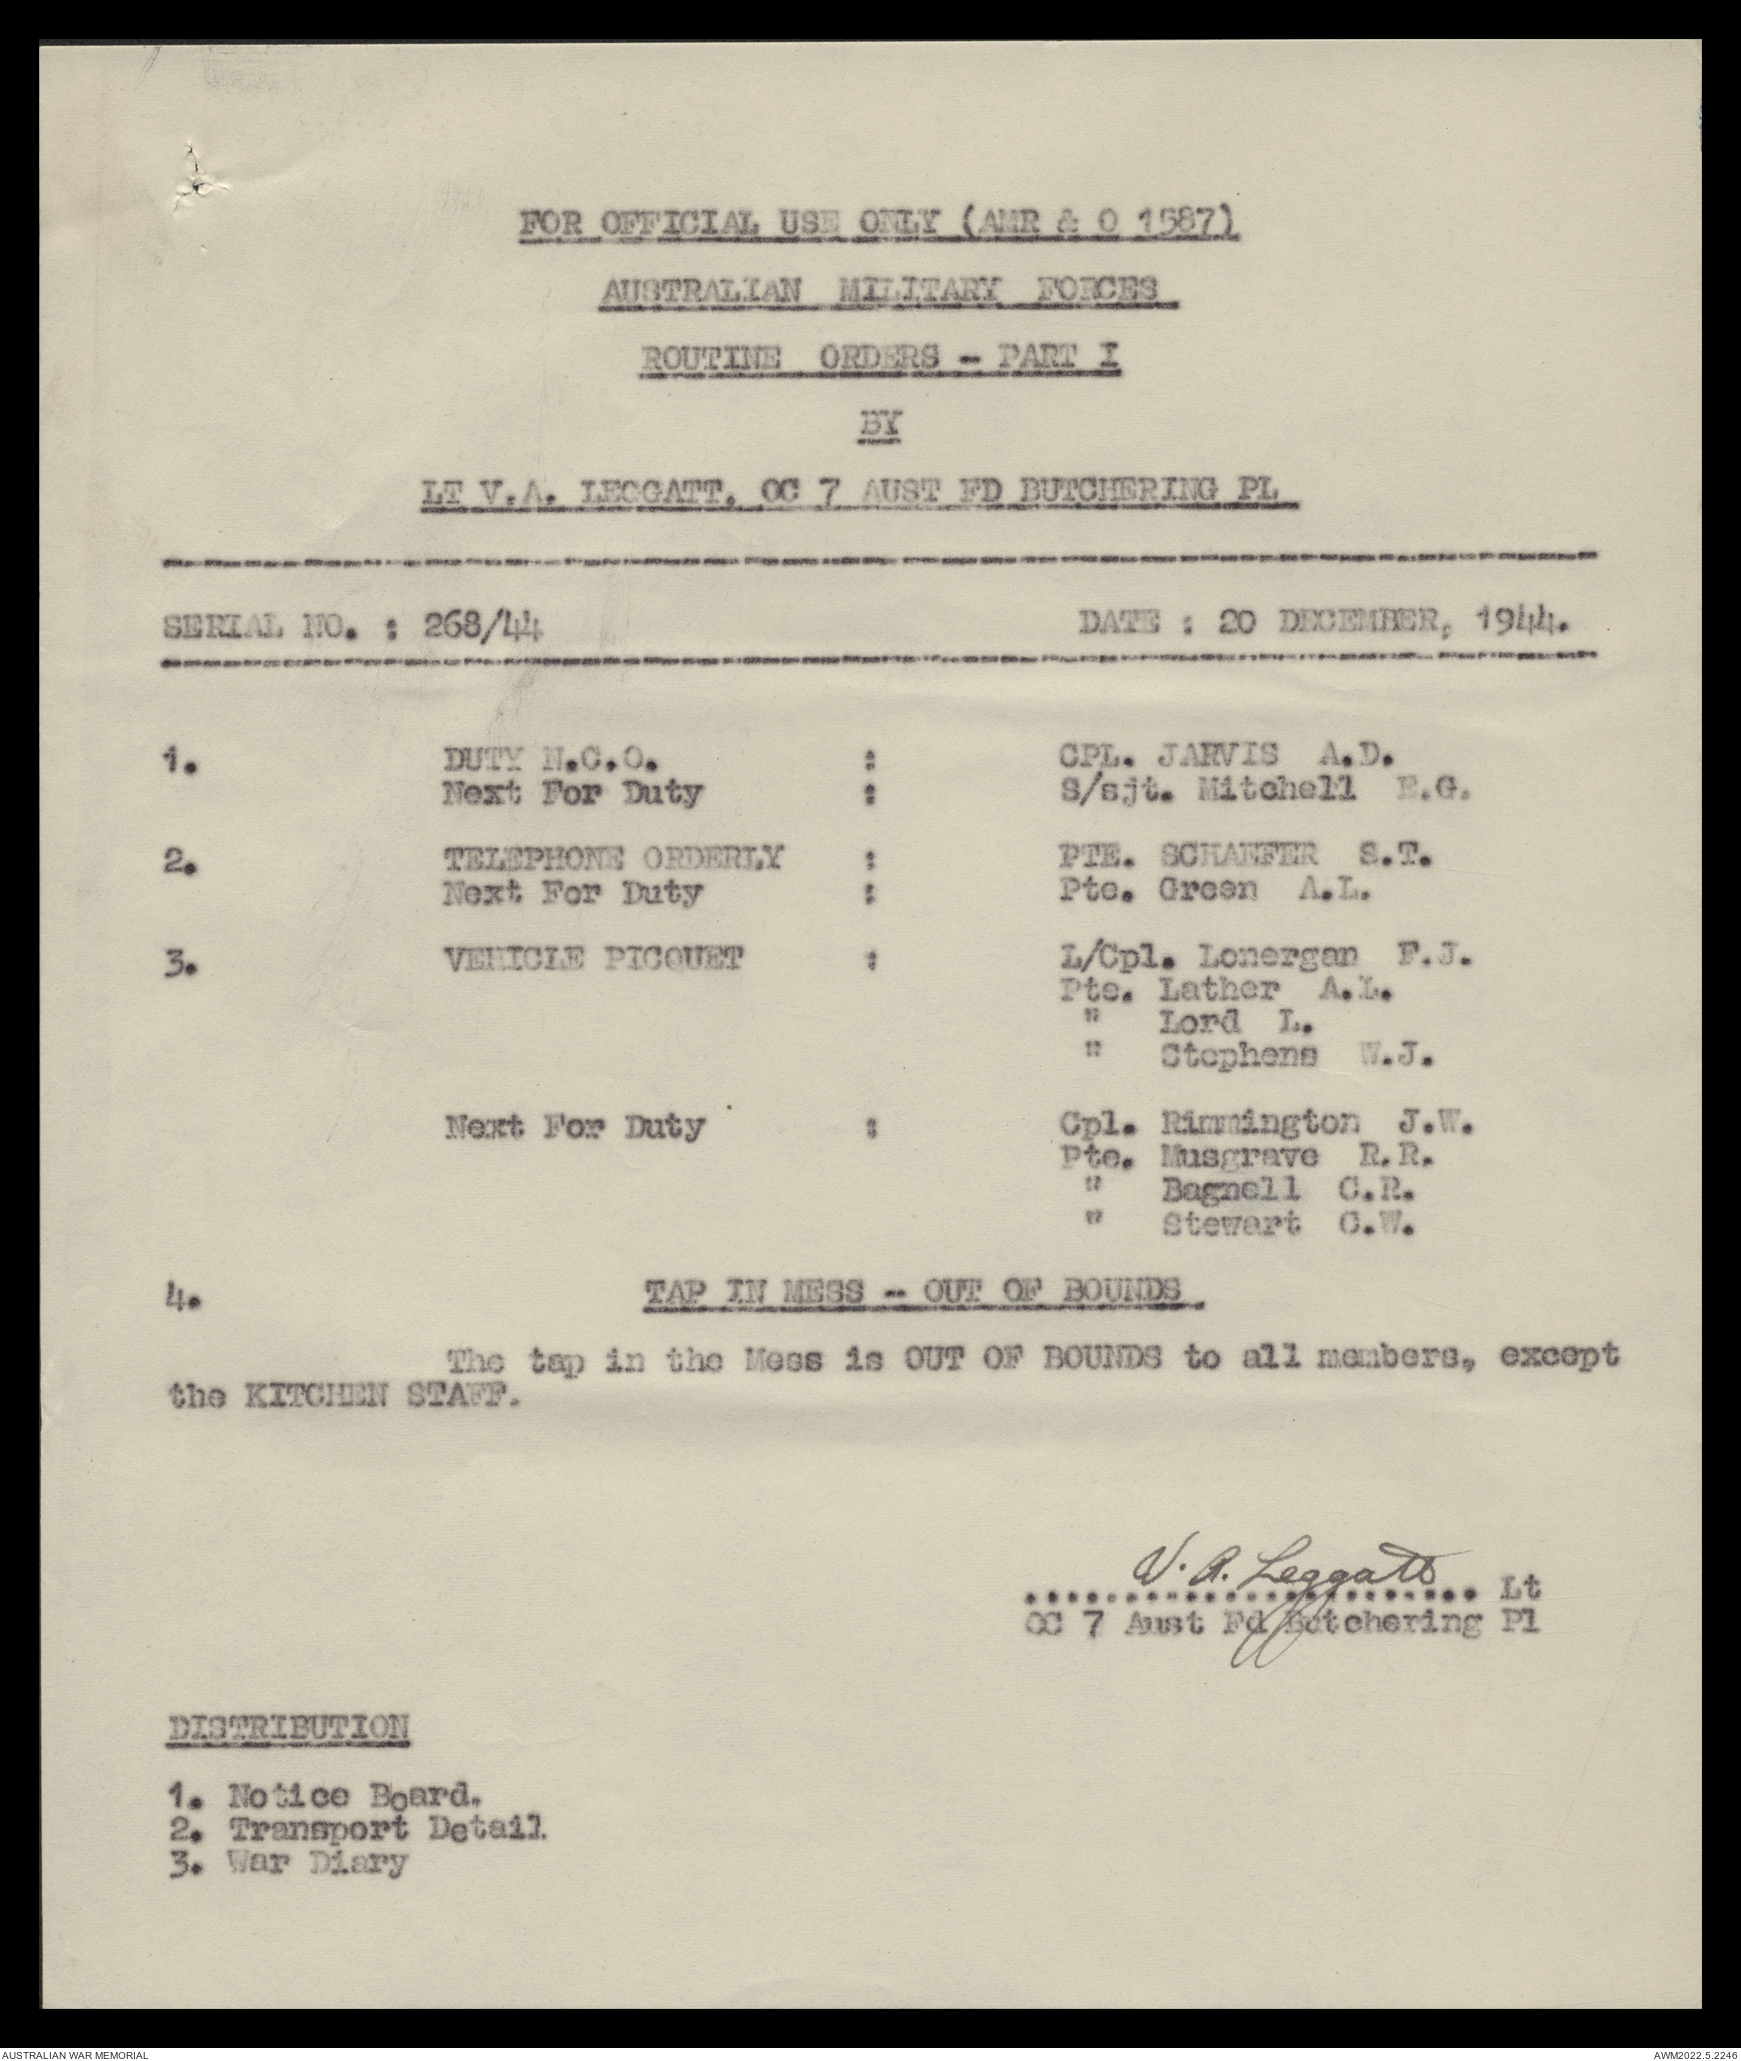 FOR OFFICIAL USE ONLY (AMR & O 1587)
AUSTRALIAN MILITARY FORCES
ROUTINE ORDERS - PART I
BY
LT V.A. LEGGATT, OC 7 AUST FD BUTCHERING PL
SERIAL NO. : 268/44 DATE : 20 DECEMBER, 1944.
1. DUTY N.C.O. : CPL. JARVIS A.D.
Next For Duty : S/sjt. Mitchell E.G.
2. TELEPHONE ORDERLY : PTE. SCHAEFER S.T.
Next For Duty : Pte. Green A.L.
3. VEHICLE PICQUET : L/Cpl. Lonergan F.J.
Pte. Lather A.L.
" Lord L.
" Stephens W.J.
Next For Duty : Cpl. Rimmington J.W.
Pte. Musgrave R.R.
" Bagnell C.R.
" Stewart C.W.
4. TAP IN MESS - OUT OF BOUNDS
The tap in the Mess is OUT OF BOUNDS to all members, except
the KITCHEN STAFF.
V. A. Leggatt
....................... Lt
OC 7 Aust Fd Butchering Pl
DISTRIBUTION
1. Notice Board.
2. Transport Detail.
3. War Diary
AUSTRALIAN WAR MEMORIAL AWM2022.5.2246